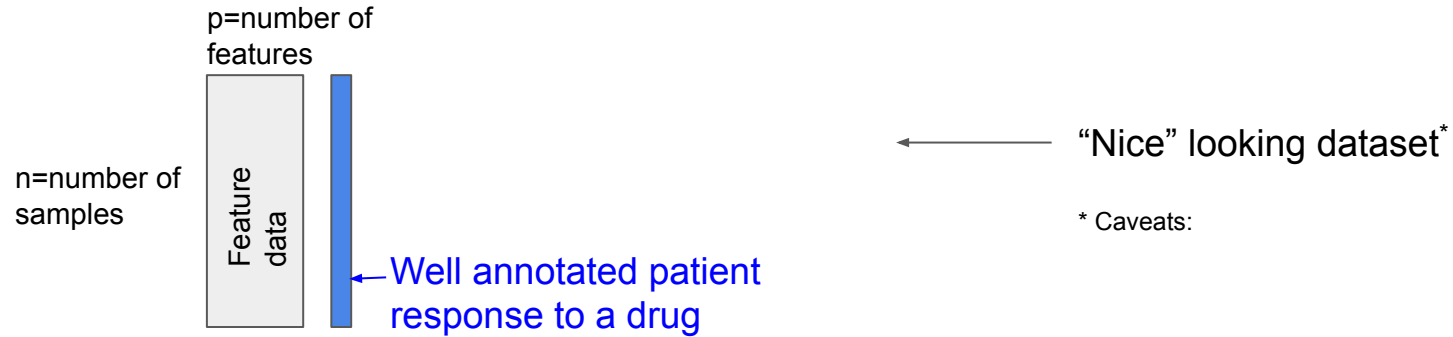 p=number of
features
n=number of
samples
Feature
data
Well annotated patient
response to a drug
“Nice” looking dataset*
* Caveats: